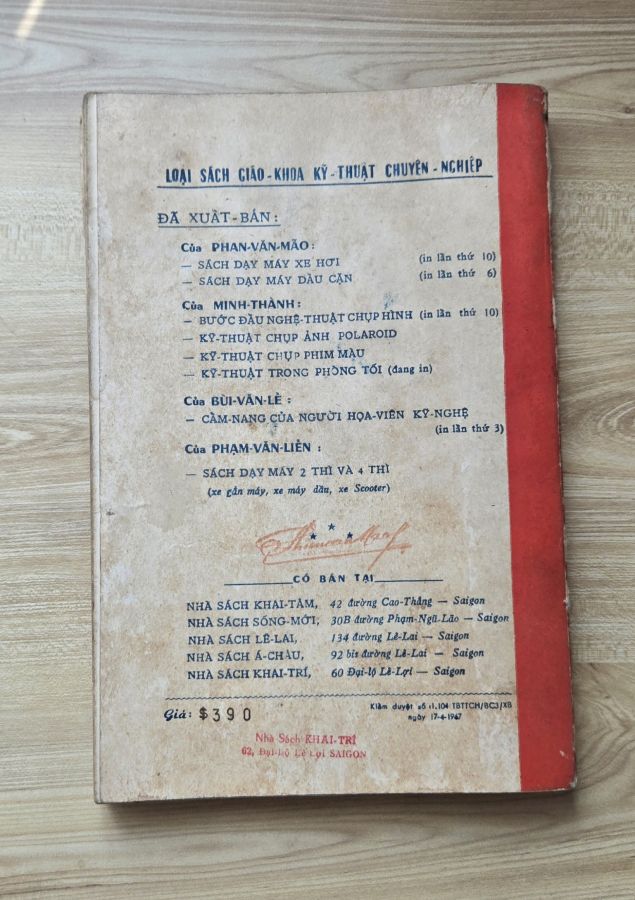 LOẠI SÁCH GIÁO-KHOA KỸ-THUẬT CHUYÊN-NGHIỆP
ĐÃ XUẤT-BẢN:
Của PHAN-VĂN-MÃO:
— SÁCH DẠY MÁY XE HƠI (in lần thứ 10)
— SÁCH DẠY MÁY DẦU CẶN (in lần thứ 6)
Của MINH-THÀNH:
— BƯỚC ĐẦU NGHỆ-THUẬT CHỤP HÌNH (in lần thứ 10)
— KỸ-THUẬT CHỤP ẢNH POLAROID
— KỸ-THUẬT CHỤP PHIM MÀU
— KỸ-THUẬT TRONG PHÒNG TỐI (đang in)
Của BÙI-VĂN-LÊ:
— CẨM-NANG CỦA NGƯỜI HỌA-VIÊN KỸ-NGHỆ
(in lần thứ 3)
Của PHẠM-VĂN-LIÊN:
— SÁCH DẠY MÁY 2 THÌ VÀ 4 THÌ
(xe gắn máy, xe máy dầu, xe Scooter)
CÓ BÁN TẠI
NHÀ SÁCH KHAI-TÂM, 42 đường Cao-Thắng — Saigon
NHÀ SÁCH SỐNG-MỚI, 30B đường Phạm-Ngũ-Lão — Saigon
NHÀ SÁCH LÊ-LAI, 134 đường Lê-Lai — Saigon
NHÀ SÁCH Á-CHÂU, 92 bis đường Lê-Lai — Saigon
NHÀ SÁCH KHAI-TRÍ, 60 Đại-lộ Lê-Lợi — Saigon
Giá: $390
Kiểm duyệt số 1.104 TBTTCH/BC3/XB
ngày 17-4-1967
Nhà Sách KHAI-TRÍ
62, Đại-lộ Lê Lợi SAIGON